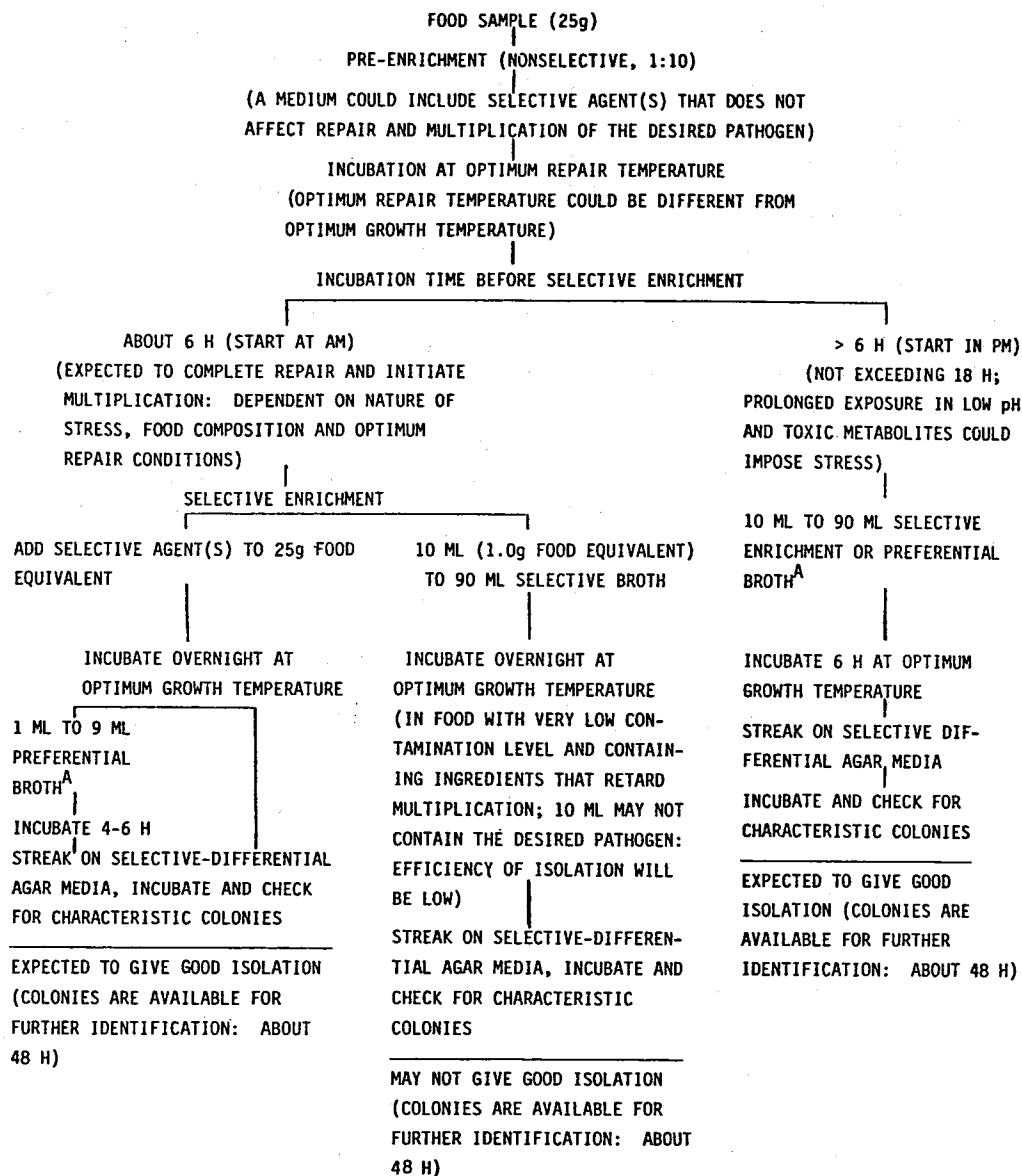 FOOD SAMPLE (25g)
PRE-ENRICHMENT (NONSELECTIVE, 1:10)
(A MEDIUM COULD INCLUDE SELECTIVE AGENT(S) THAT DOES NOT
AFFECT REPAIR AND MULTIPLICATION OF THE DESIRED PATHOGEN)
INCUBATION AT OPTIMUM REPAIR TEMPERATURE
(OPTIMUM REPAIR TEMPERATURE COULD BE DIFFERENT FROM
OPTIMUM GROWTH TEMPERATURE)
INCUBATION TIME BEFORE SELECTIVE ENRICHMENT
ABOUT 6 H (START AT AM)
(EXPECTED TO COMPLETE REPAIR AND INITIATE
MULTIPLICATION: DEPENDENT ON NATURE OF
STRESS, FOOD COMPOSITION AND OPTIMUM
REPAIR CONDITIONS)
SELECTIVE ENRICHMENT
ADD SELECTIVE AGENT(S) TO 25g FOOD
EQUIVALENT
INCUBATE OVERNIGHT AT
OPTIMUM GROWTH TEMPERATURE
1 ML TO 9 ML
PREFERENTIAL
BROTH^A
INCUBATE 4-6 H
STREAK ON SELECTIVE-DIFFERENTIAL
AGAR MEDIA, INCUBATE AND CHECK
FOR CHARACTERISTIC COLONIES
EXPECTED TO GIVE GOOD ISOLATION
(COLONIES ARE AVAILABLE FOR
FURTHER IDENTIFICATION: ABOUT
48 H)
10 ML (1.0g FOOD EQUIVALENT)
TO 90 ML SELECTIVE BROTH
INCUBATE OVERNIGHT AT
OPTIMUM GROWTH TEMPERATURE
(IN FOOD WITH VERY LOW CON-
TAMINATION LEVEL AND CONTAIN-
ING INGREDIENTS THAT RETARD
MULTIPLICATION; 10 ML MAY NOT
CONTAIN THE DESIRED PATHOGEN:
EFFICIENCY OF ISOLATION WILL
BE LOW)
STREAK ON SELECTIVE-DIFFEREN-
TIAL AGAR MEDIA, INCUBATE AND
CHECK FOR CHARACTERISTIC
COLONIES
MAY NOT GIVE GOOD ISOLATION
(COLONIES ARE AVAILABLE FOR
FURTHER IDENTIFICATION: ABOUT
48 H)
> 6 H (START IN PM)
(NOT EXCEEDING 18 H;
PROLONGED EXPOSURE IN LOW pH
AND TOXIC METABOLITES COULD
IMPOSE STRESS)
10 ML TO 90 ML SELECTIVE
ENRICHMENT OR PREFERENTIAL
BROTH^A
INCUBATE 6 H AT OPTIMUM
GROWTH TEMPERATURE
STREAK ON SELECTIVE DIF-
FERENTIAL AGAR MEDIA
INCUBATE AND CHECK FOR
CHARACTERISTIC COLONIES
EXPECTED TO GIVE GOOD
ISOLATION (COLONIES ARE
AVAILABLE FOR FURTHER
IDENTIFICATION: ABOUT 48 H)